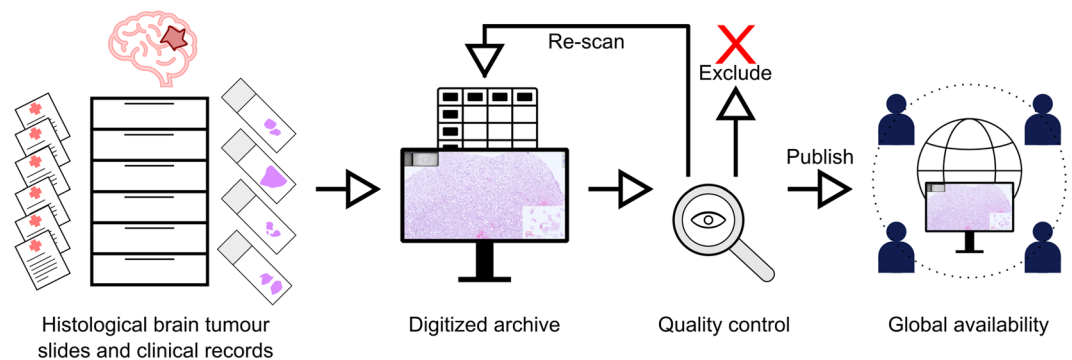 Re-scan
Exclude
Publish
Histological brain tumour
slides and clinical records
Digitized archive
Quality control
Global availability